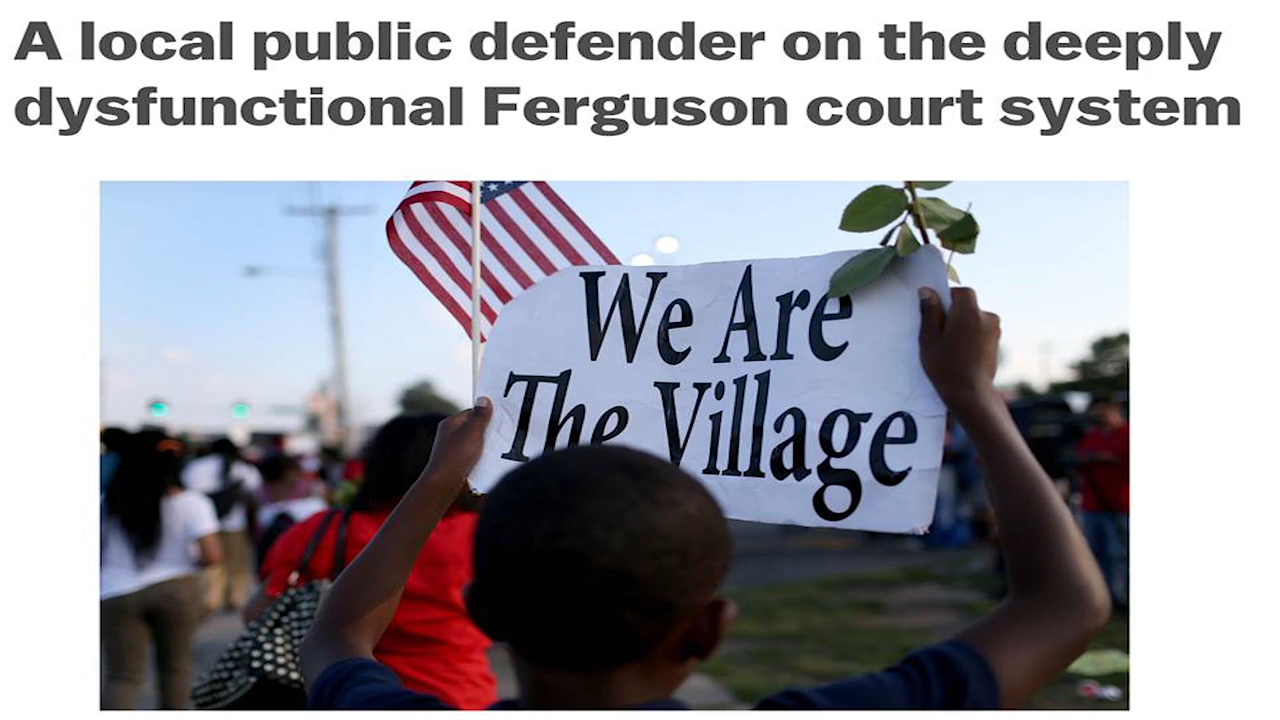 A local public defender on the deeply
dysfunctional Ferguson court system
We Are
The Village